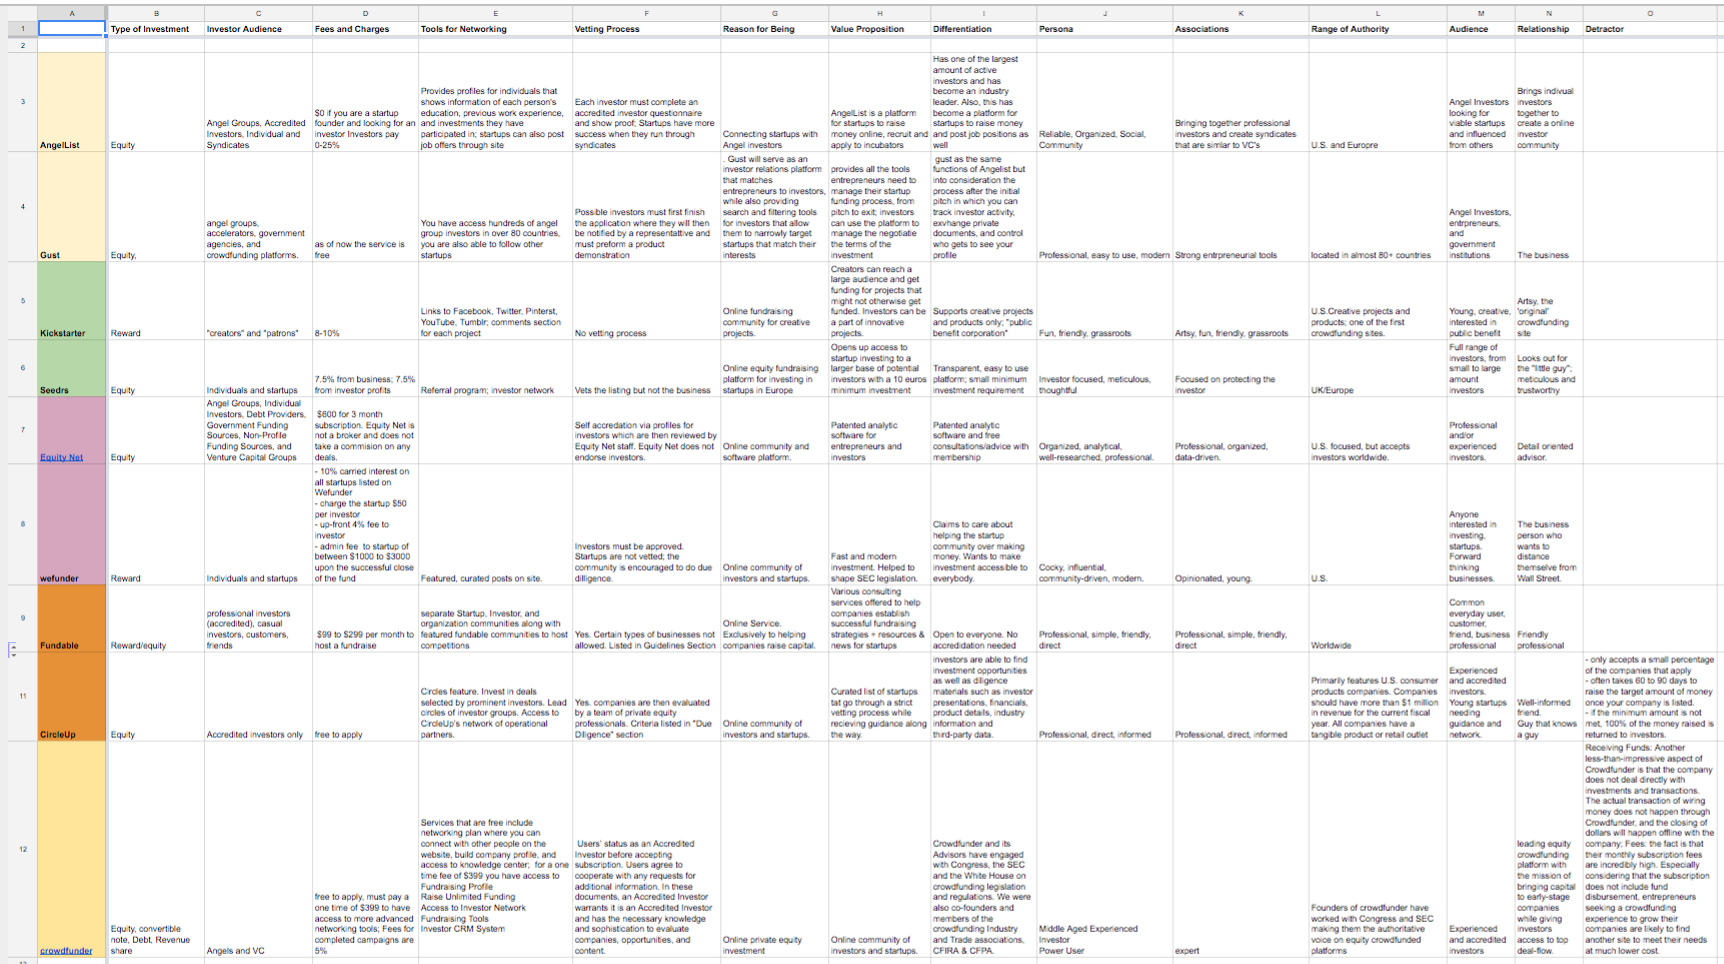 A B C D E F G H I J K L M N O
1 Type of Investment Investor Audience Fees and Charges Tools for Networking Vetting Process Reason for Being Value Proposition Differentiation Persona Associations Range of Authority Audience Relationship Detractor
2
3
AngelList
Equity
Angel Groups, Accredited
Investors, Individual and
Syndicates
$0 if you are a startup
founder and looking for an
investor Investors pay
0-25%
Provides profiles for individuals that
shows information of each person's
education, previous work experience,
and investments they have
participated in; startups can also post
job offers through site
Each investor must complete an
accredited investor questionnaire
and show proof; Startups have more
success when they run through
syndicates
Connecting startups with
Angel investors
AngelList is a platform
for startups to raise
money online, recruit and
apply to incubators
Has one of the largest
amount of active
investors and has
become an industry
leader. Also, this has
become a platform for
startups to raise money
and post job positions as
well
Reliable, Organized, Social,
Community
Bringing together professional
investors and create syndicates
that are simlar to VC's
U.S. and Europre
Angel Investors
looking for
viable startups
and influenced
from others
Brings indivual
investors
together to
create a online
investor
community
4
Gust
Equity,
angel groups,
accelerators, government
agencies, and
crowdfunding platforms.
as of now the service is
free
You have access hundreds of angel
group investors in over 80 countries,
you are also able to follow other
startups
Possible investors must first finish
the application where they will then
be notified by a representattive and
must preform a product
demonstration
. Gust will serve as an
investor relations platform
that matches
entrepreneurs to investors,
while also providing
search and filtering tools
for investors that allow
them to narrowly target
startups that match their
interests
provides all the tools
entrepreneurs need to
manage their startup
funding process, from
pitch to exit; investors
can use the platform to
manage the negotiate
the terms of the
investment
gust as the same
functions of Angelist but
into consideration the
process after the initial
pitch in which you can
track investor activity,
exvhange private
documents, and control
who gets to see your
profile
Professional, easy to use, modern
Strong entrpreneurial tools
located in almost 80+ countries
Angel Investors,
entrpreneurs,
and
government
institutions
The business
5
Kickstarter
Reward
"creators" and "patrons"
8-10%
Links to Facebook, Twitter, Pinterst,
YouTube, Tumblr; comments section
for each project
No vetting process
Online fundraising
community for creative
projects.
Creators can reach a
large audience and get
funding for projects that
might not otherwise get
funded. Investors can be
a part of innovative
projects.
Supports creative projects
and products only; "public
benefit corporation"
Fun, friendly, grassroots
Artsy, fun, friendly, grassroots
U.S.Creative projects and
products; one of the first
crowdfunding sites.
Young, creative,
interested in
public benefit
Artsy, the
'original'
crowdfunding
site
6
Seedrs
Equity
Individuals and startups
7.5% from business; 7.5%
from investor profits
Referral program; investor network
Vets the listing but not the business
Online equity fundraising
platform for investing in
startups in Europe
Opens up access to
startup investing to a
larger base of potential
investors with a 10 euros
minimum investment
Transparent, easy to use
platform; small minimum
investment requirement
Investor focused, meticulous,
thoughtful
Focused on protecting the
investor
UK/Europe
Full range of
investors, from
small to large
amount
investors
Looks out for
the "little guy";
meticulous and
trustworthy
7
Equity Net
Equity
Angel Groups, Individual
Investors, Debt Providers,
Government Funding
Sources, Non-Profile
Funding Sources, and
Venture Capital Groups
$600 for 3 month
subscription. Equity Net is
not a broker and does not
take a commision on any
deals.
Self accredation via profiles for
investors which are then reviewed by
Equity Net staff. Equity Net does not
endorse investors.
Online community and
software platform.
Patented analytic
software for
entrepreneurs and
investors
Patented analytic
software and free
consultations/advice with
membership
Organized, analytical,
well-researched, professional.
Professional, organized,
data-driven.
U.S. focused, but accepts
investors worldwide.
Professional
and/or
experienced
investors.
Detail oriented
advisor.
8
wefunder
Reward
Individuals and startups
- 10% carried interest on
all startups listed on
Wefunder
- charge the startup $50
per investor
- up-front 4% fee to
investor
- admin fee to startup of
between $1000 to $3000
upon the successful close
of the fund
Featured, curated posts on site.
Investors must be approved.
Startups are not vetted; the
community is encouraged to do due
dilligence.
Online community of
investors and startups.
Fast and modern
investment. Helped to
shape SEC legislation.
Claims to care about
helping the startup
community over making
money. Wants to make
investment accessible to
everybody.
Cocky, influential,
community-driven, modern.
Opinionated, young.
U.S.
Anyone
interested in
investing,
startups.
Forward
thinking
businesses.
The business
person who
wants to
distance
themselves from
Wall Street.
9
Fundable
Reward/equity
professional investors
(accredited), casual
investors, customers,
friends
$99 to $299 per month to
host a fundraise
separate Startup, Investor, and
organization communities along with
featured fundable communities to host
competitions
Yes. Certain types of businesses not
allowed. Listed in Guidelines Section
Online Service.
Exclusively to helping
companies raise capital.
Various consulting
services offered to help
companies establish
successful fundraising
strategies + resources &
news for startups
Open to everyone. No
accredidation needed
Professional, simple, friendly,
direct
Professional, simple, friendly,
direct
Worldwide
Common
everyday user,
customer,
friend, business
professional
Friendly
professional
11
CircleUp
Equity
Accredited investors only
free to apply
Circles feature. Invest in deals
selected by prominent investors. Lead
circles of investor groups. Access to
CircleUp's network of operational
partners.
Yes. companies are then evaluated
by a team of private equity
professionals. Criteria listed in "Due
Diligence" section
Online community of
investors and startups.
Curated list of startups
tat go through a strict
vetting process while
recieving guidance along
the way.
investors are able to find
investment opportunities
as well as diligence
materials such as investor
presentations, financials,
product details, industry
information and
third-party data.
Professional, direct, informed
Professional, direct, informed
Primarily features U.S. consumer
products companies. Companies
should have more than $1 million
in revenue for the current fiscal
year. All companies have a
tangible product or retail outlet
Experienced
and accredited
investors.
Young startups
needing
guidance and
network.
Well-informed
friend.
Guy that knows
a guy
- only accepts a small percentage
of the companies that apply
- often takes 60 to 90 days to
raise the target amount of money
once your company is listed.
- if the minimum amount is not
met, 100% of the money raised is
returned to investors.
12
crowdfunder
Equity, convertible
note, Debt, Revenue
share
Angels and VC
free to apply, must pay a
one time of $399 to have
access to more advanced
networking tools; Fees for
completed campaigns are
5%
Services that are free include
networking plan where you can
connect with other people on the
website, build company profile, and
access to knowledge center; for a one
time fee of $399 you have access to
Fundraising Profile
Raise Unlimited Funding
Access to Investor Network
Fundraising Tools
Investor CRM System
Users' status as an Accredited
Investor before accepting
subscription. Users agree to
cooperate with any requests for
additional information. In these
documents, an Accredited Investor
warrants it is an Accredited Investor
and has the necessary knowledge
and sophistication to evaluate
companies, opportunities, and
content.
Online private equity
investment
Online community of
investors and startups.
Crowdfunder and its
Advisors have engaged
with Congress, the SEC
and the White House on
crowdfunding legislation
and regulations. We were
also co-founders and
members of the
crowdfunding Industry
and Trade associations,
CFIRA & CFPA.
Middle Aged Experienced
Investor
Power User
expert
Founders of crowdfunder have
worked with Congress and SEC
making them the authoritative
voice on equity crowdfunded
platforms
Experienced
and accredited
investors
leading equity
crowdfunding
platform with
the mission of
bringing capital
to early-stage
companies
while giving
investors
access to top
deal-flow.
Receiving Funds: Another
less-than-impressive aspect of
Crowdfunder is that the company
does not deal directly with
investments and transactions.
The actual transaction of wiring
money does not happen through
Crowdfunder, and the closing of
dollars will happen offline with the
company; Fees: the fact is that
their monthly subscription fees
are incredibly high. Especially
considering that the subscription
does not include fund
disbursement, entrepreneurs
seeking a crowdfunding
experience to grow their
companies are likely to find
another site to meet their needs
at much lower cost.